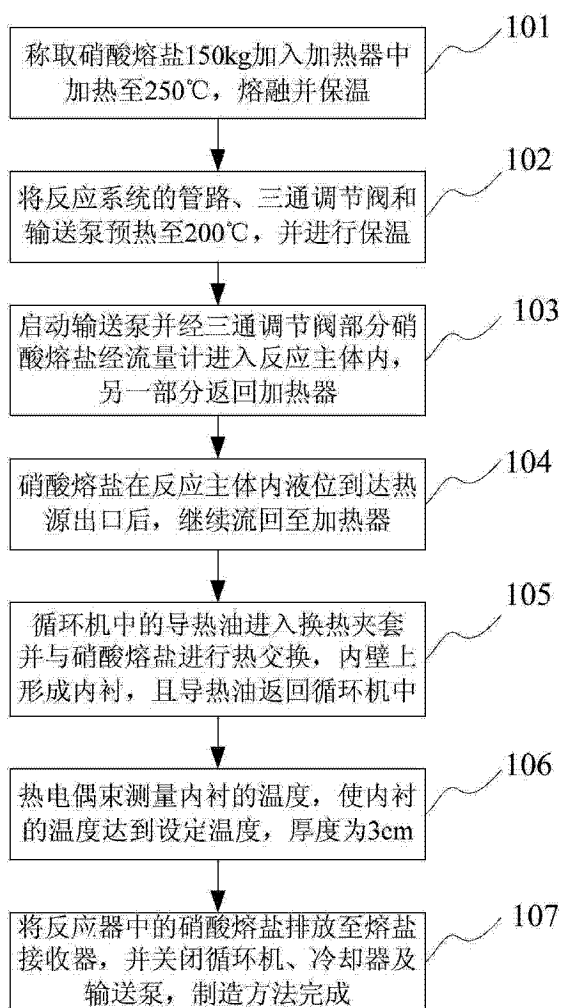 称取硝酸熔盐150kg加入加热器中
加热至250℃，熔融并保温
101
将反应系统的管路、三通调节阀和
输送泵预热至200℃，并进行保温
102
启动输送泵并经三通调节阀部分硝
酸熔盐经流量计进入反应主体内，
另一部分返回加热器
103
硝酸熔盐在反应主体内液位到达热
源出口后，继续流回至加热器
104
循环机中的导热油进入换热夹套
并与硝酸熔盐进行热交换，内壁上
形成内衬，且导热油返回循环机中
105
热电偶束测量内衬的温度，使内衬
的温度达到设定温度，厚度为3cm
106
将反应器中的硝酸熔盐排放至熔盐
接收器，并关闭循环机、冷却器及
输送泵，制造方法完成
107